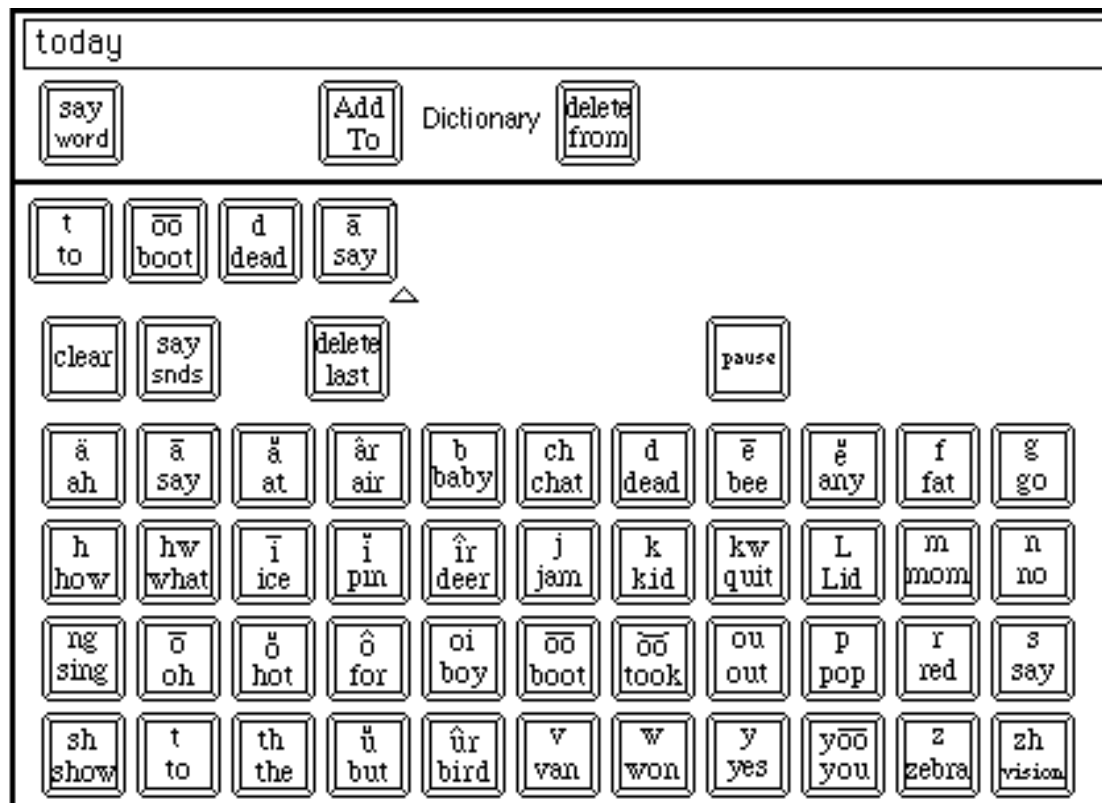 today
say Add Dictionary delete
word To from
t o͞o d ā
to boot dead say
clear say delete pause
snds last
ä ā ă âr b ch d ē ĕ f g
ah say at air baby chat dead bee any fat go
h hw ī ĭ îr j k kw L m n
how what ice pin deer jam kid quit Lid mom no
ng ō ŏ ô oi o͞o o͝o ou p r s
sing oh hot for boy boot took out pop red say
sh t th ŭ ûr v w y yo͞o z zh
show to the but bird van won yes you zebra vision